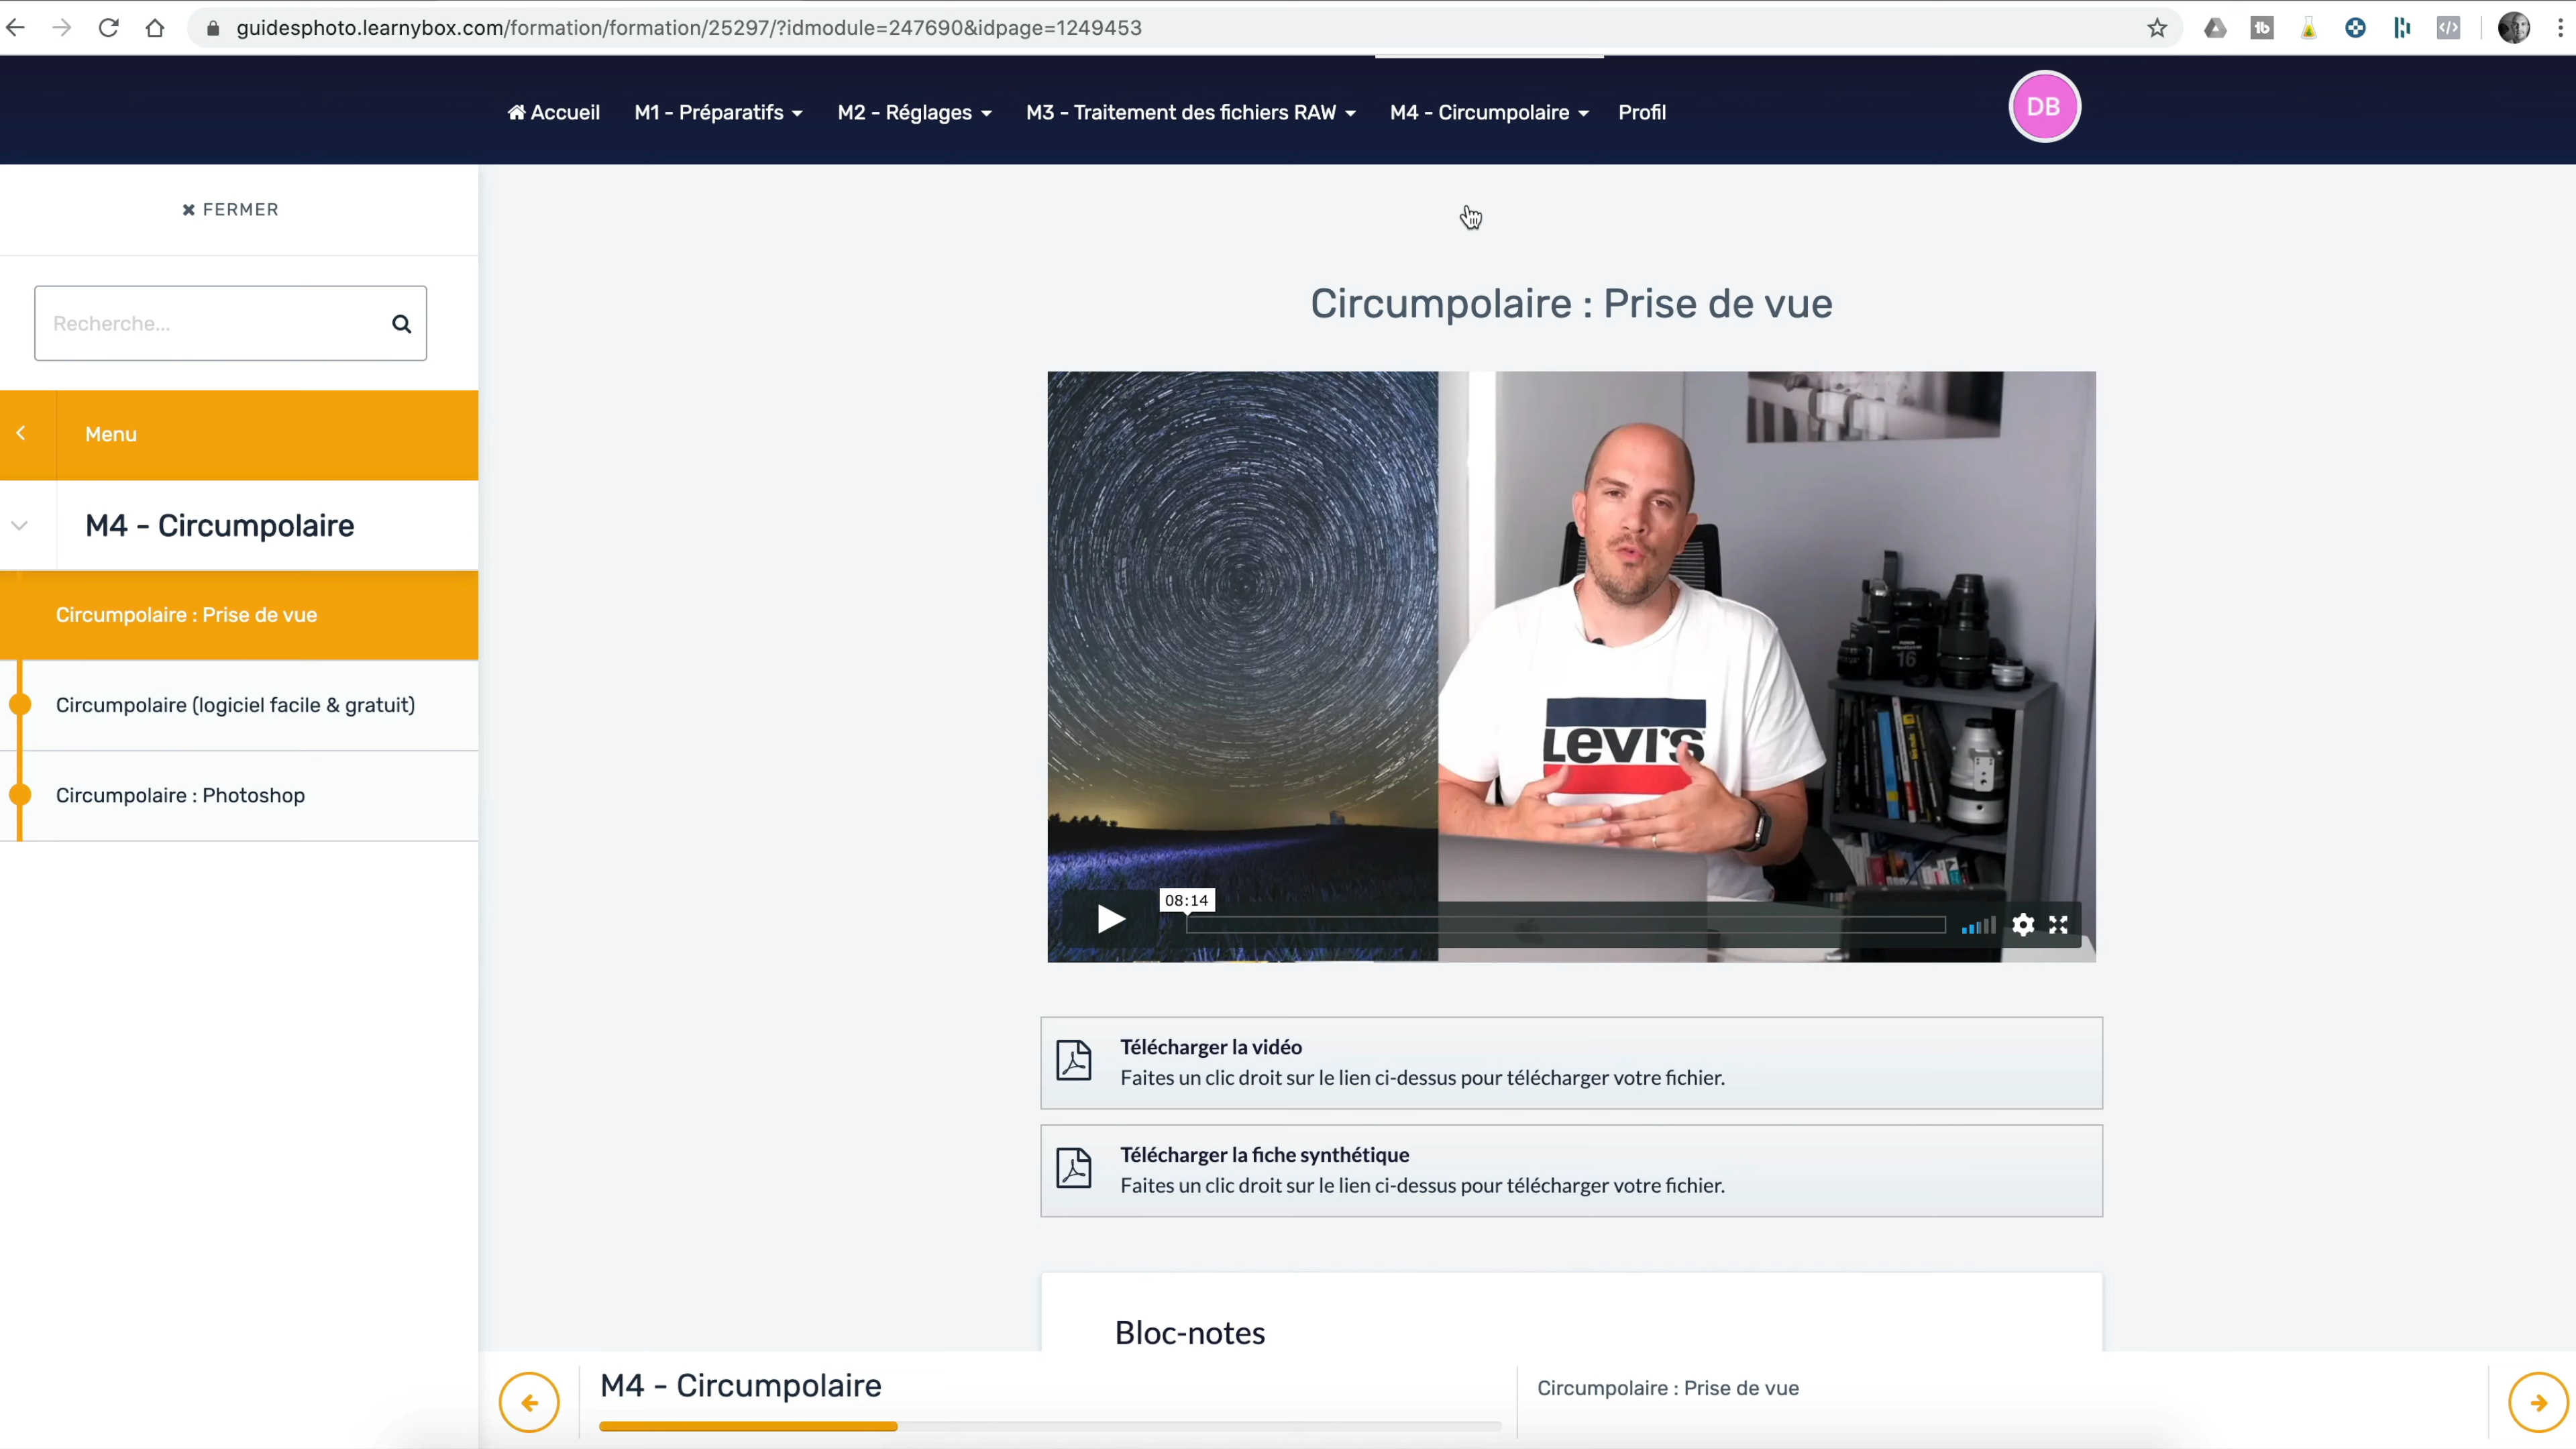 guidesphoto.learnybox.com/formation/formation/25297/?idmodule=247690&idpage=1249453
Accueil M1 - Préparatifs M2 - Réglages M3 - Traitement des fichiers RAW M4 - Circumpolaire Profil
DB
FERMER
Recherche...
Menu
M4 - Circumpolaire
Circumpolaire : Prise de vue
Circumpolaire (logiciel facile & gratuit)
Circumpolaire : Photoshop
Circumpolaire : Prise de vue
16
Levi's
08:14
Télécharger la vidéo
Faites un clic droit sur le lien ci-dessus pour télécharger votre fichier.
Télécharger la fiche synthétique
Faites un clic droit sur le lien ci-dessus pour télécharger votre fichier.
Bloc-notes
M4 - Circumpolaire
Circumpolaire : Prise de vue